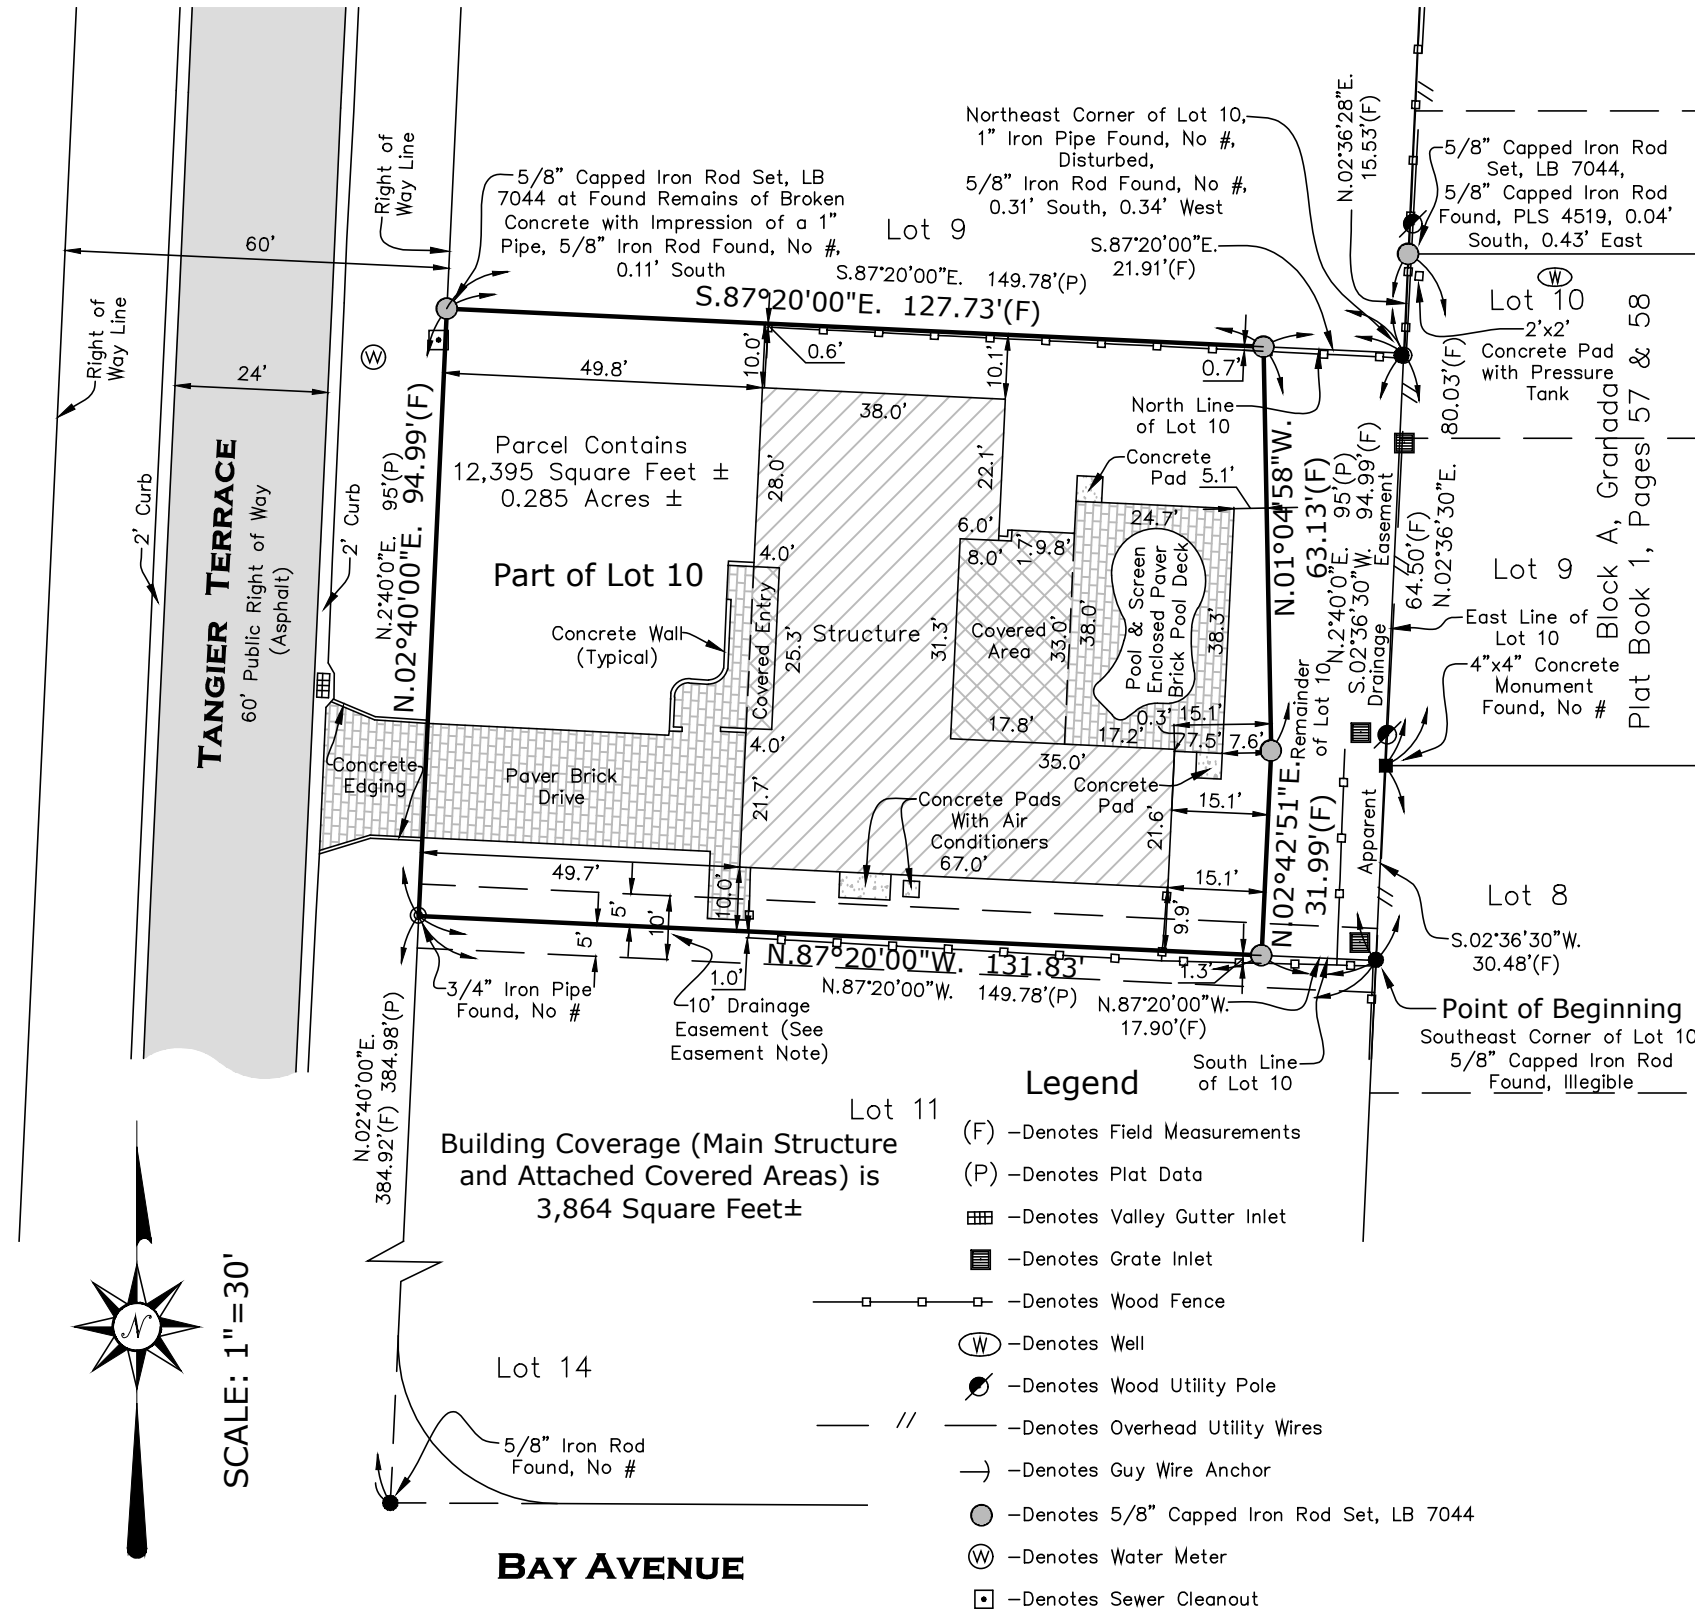 Right of
Way Line
60'
Right of
Way Line
24'
2' Curb
2' Curb
TANGIER TERRACE
60' Public Right of Way
(Asphalt)
5/8" Capped Iron Rod Set, LB
7044 at Found Remains of Broken
Concrete with Impression of a 1"
Pipe, 5/8" Iron Rod Found, No #,
0.11' South
Lot 9
S.87°20'00"E. 149.78'(P)
S.87°20'00"E. 127.73'(F)
Northeast Corner of Lot 10,
1" Iron Pipe Found, No #,
Disturbed,
5/8" Iron Rod Found, No #,
0.31' South, 0.34' West
S.87°20'00"E.
21.91'(F)
N.02°36'28"E.
15.53'(F)
5/8" Capped Iron Rod
Set, LB 7044,
5/8" Capped Iron Rod
Found, PLS 4519, 0.04'
South, 0.43' East
W
Lot 10
2'x2'
Concrete Pad
with Pressure
Tank
80.03'(F)
Block A, Granada
Plat Book 1, Pages 57 & 58
W
N.2°40'0"E. 95'(P)
N.02°40'00"E. 94.99'(F)
49.8'
10.0'
0.6'
10.1'
0.7'
38.0'
North Line
of Lot 10
Parcel Contains
12,395 Square Feet ±
0.285 Acres ±
28.0'
22.1'
Concrete
Pad
5.1'
24.7'
6.0'
8.0'
1.7'
9.8'
4.0'
Part of Lot 10
Concrete Wall
(Typical)
Covered Entry
25.3'
Structure
31.3'
Covered
Area
33.0'
38.0'
Pool & Screen
Enclosed Paver
Brick Pool Deck
38.3'
N.01°04'58"W.
63.13'(F)
N.2°40'0"E. 95'(P)
S.02°36'30"W. 94.99'(F)
Drainage Easement
64.50'(F)
N.02°36'30"E.
Lot 9
East Line of
Lot 10
4"x4" Concrete
Monument
Found, No #
Remainder
of Lot 10
17.8'
17.2'
0.3'
15.1'
77.5'
7.6'
4.0'
35.0'
Concrete
Edging
Paver Brick
Drive
21.7'
Concrete Pads
With Air
Conditioners
67.0'
Concrete
Pad
21.6'
15.1'
15.1'
N.02°42'51"E.
31.99'(F)
Apparent
Lot 8
S.02°36'30"W.
30.48'(F)
49.7'
5'
10'
5'
10.0'
9.9'
1.0'
1.3'
N.87°20'00"W. 131.83'
N.87°20'00"W. 149.78'(P)
N.87°20'00"W.
17.90'(F)
3/4" Iron Pipe
Found, No #
10' Drainage
Easement (See
Easement Note)
South Line
of Lot 10
Point of Beginning
Southeast Corner of Lot 10
5/8" Capped Iron Rod
Found, Illegible
N.02°40'00"E.
384.92'(F) 384.98'(P)
Lot 11
Building Coverage (Main Structure
and Attached Covered Areas) is
3,864 Square Feet±
N
SCALE: 1"=30'
Lot 14
5/8" Iron Rod
Found, No #
BAY AVENUE
Legend
(F) -Denotes Field Measurements
(P) -Denotes Plat Data
-Denotes Valley Gutter Inlet
-Denotes Grate Inlet
-Denotes Wood Fence
W -Denotes Well
-Denotes Wood Utility Pole
// -Denotes Overhead Utility Wires
-Denotes Guy Wire Anchor
-Denotes 5/8" Capped Iron Rod Set, LB 7044
W -Denotes Water Meter
-Denotes Sewer Cleanout